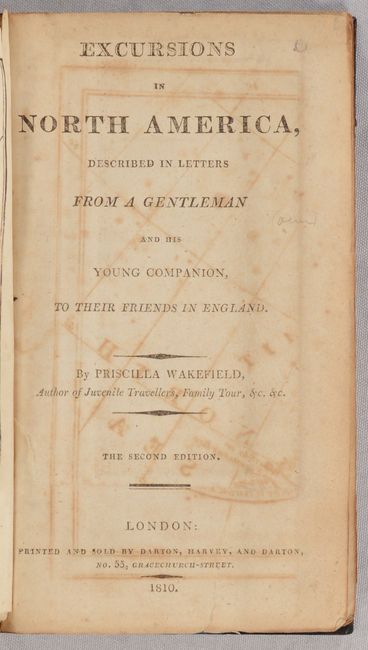 EXCURSIONS
IN
NORTH AMERICA,
DESCRIBED IN LETTERS
FROM A GENTLEMAN
AND HIS
YOUNG COMPANION,
TO THEIR FRIENDS IN ENGLAND.
By PRISCILLA WAKEFIELD,
Author of Juvenile Travellers, Family Tour, &c. &c.
THE SECOND EDITION.
LONDON:
PRINTED AND SOLD BY DARTON, HARVEY, AND DARTON,
NO. 55, GRACECHURCH-STREET.
1810.